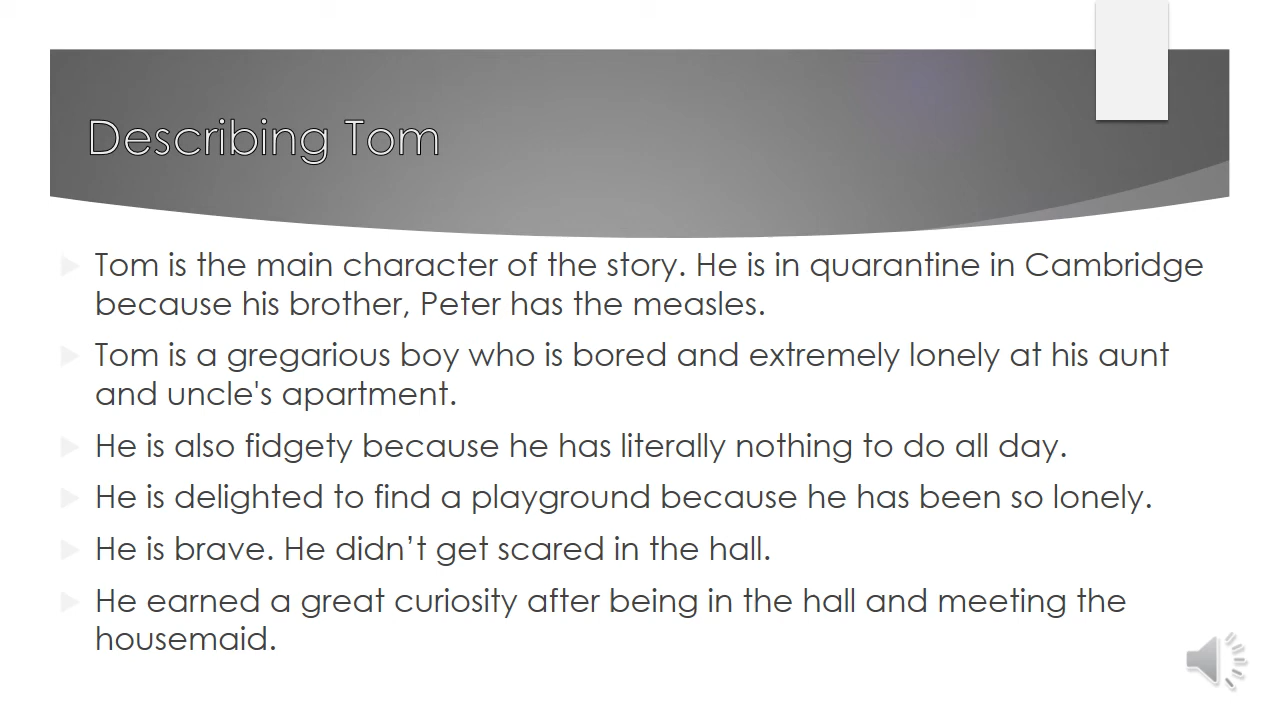 Describing Tom
Tom is the main character of the story. He is in quarantine in Cambridge
because his brother, Peter has the measles.
Tom is a gregarious boy who is bored and extremely lonely at his aunt
and uncle's apartment.
He is also fidgety because he has literally nothing to do all day.
He is delighted to find a playground because he has been so lonely.
He is brave. He didn’t get scared in the hall.
He earned a great curiosity after being in the hall and meeting the
housemaid.